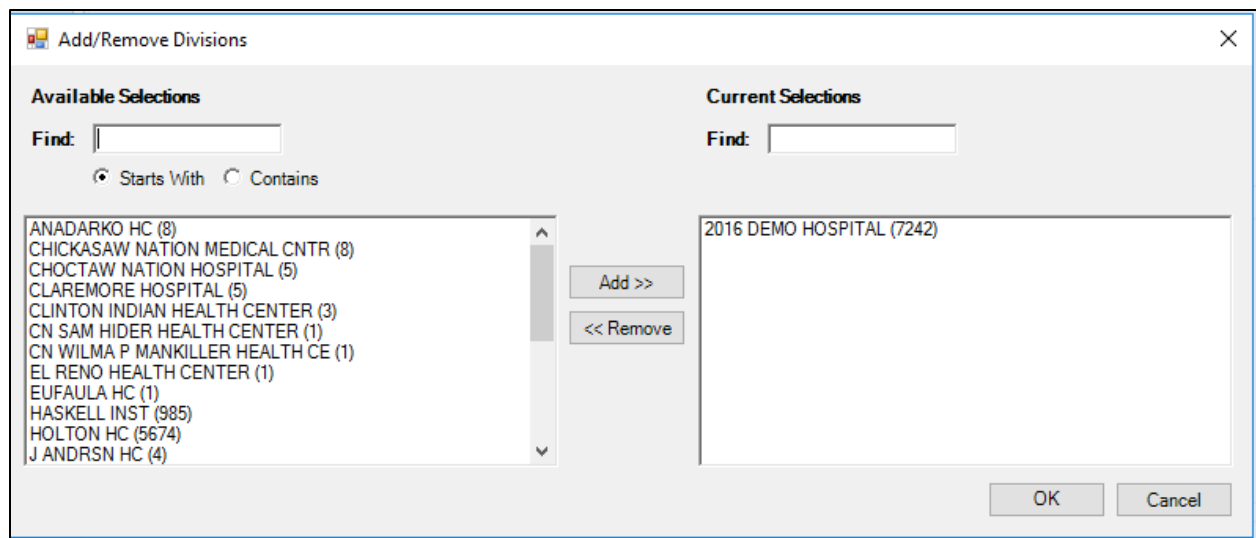 Add/Remove Divisions
Available Selections
Find:
Starts With Contains
ANADARKO HC (8)
CHICKASAW NATION MEDICAL CNTR (8)
CHOCTAW NATION HOSPITAL (5)
CLAREMORE HOSPITAL (5)
CLINTON INDIAN HEALTH CENTER (3)
CN SAM HIDER HEALTH CENTER (1)
CN WILMA P MANKILLER HEALTH CE (1)
EL RENO HEALTH CENTER (1)
EUFAULA HC (1)
HASKELL INST (985)
HOLTON HC (5674)
J ANDRSN HC (4)
Add >>
<< Remove
Current Selections
Find:
2016 DEMO HOSPITAL (7242)
OK Cancel